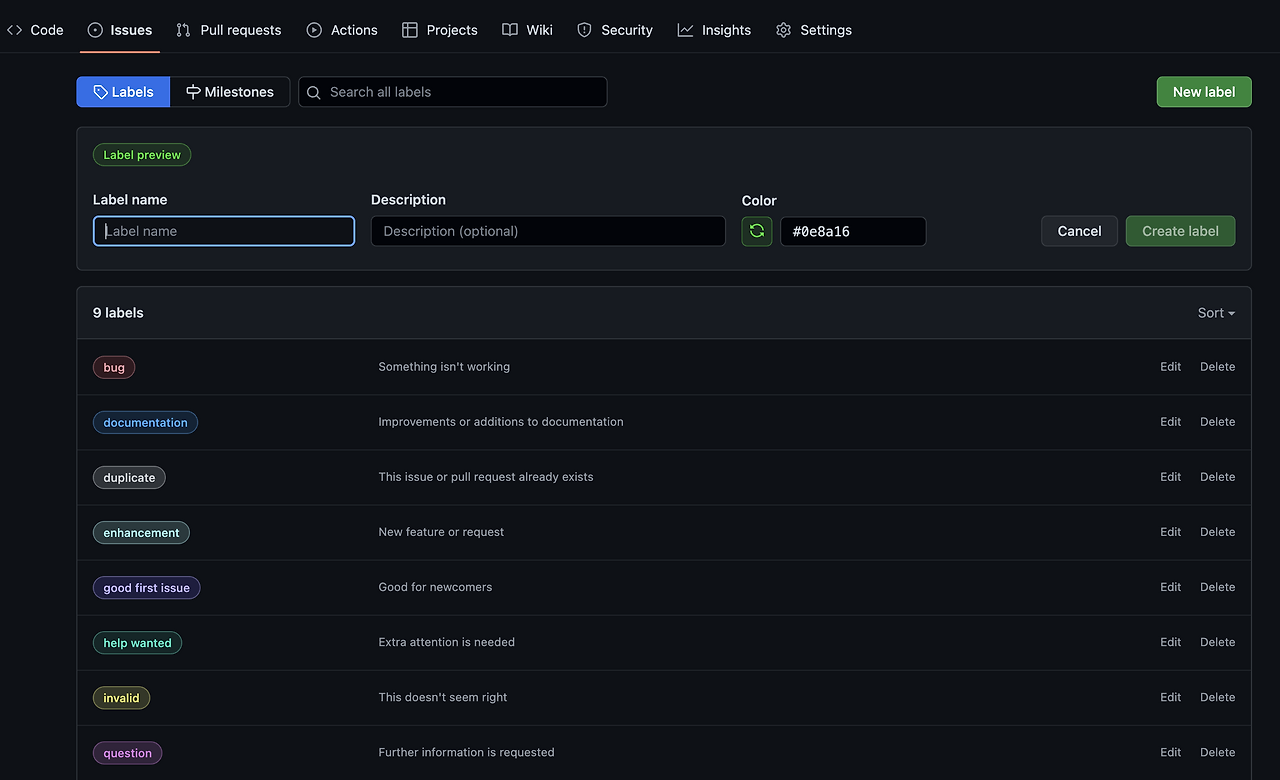 Code Issues Pull requests Actions Projects Wiki Security Insights Settings
Labels Milestones Search all labels New label
Label preview
Label name Description Color
Label name Description (optional) #0e8a16 Cancel Create label
9 labels Sort
bug Something isn't working Edit Delete
documentation Improvements or additions to documentation Edit Delete
duplicate This issue or pull request already exists Edit Delete
enhancement New feature or request Edit Delete
good first issue Good for newcomers Edit Delete
help wanted Extra attention is needed Edit Delete
invalid This doesn't seem right Edit Delete
question Further information is requested Edit Delete